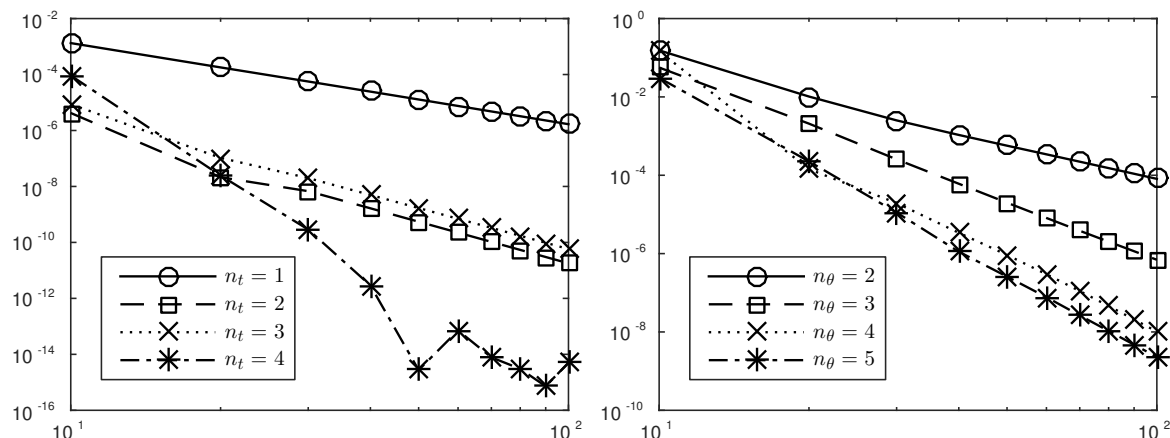 10^-2
10^-4
10^-6
10^-8
10^-10
10^-12
10^-14
10^-16
10^1
10^2
n_t = 1
n_t = 2
n_t = 3
n_t = 4
10^0
10^-2
10^-4
10^-6
10^-8
10^-10
10^1
10^2
n_θ = 2
n_θ = 3
n_θ = 4
n_θ = 5